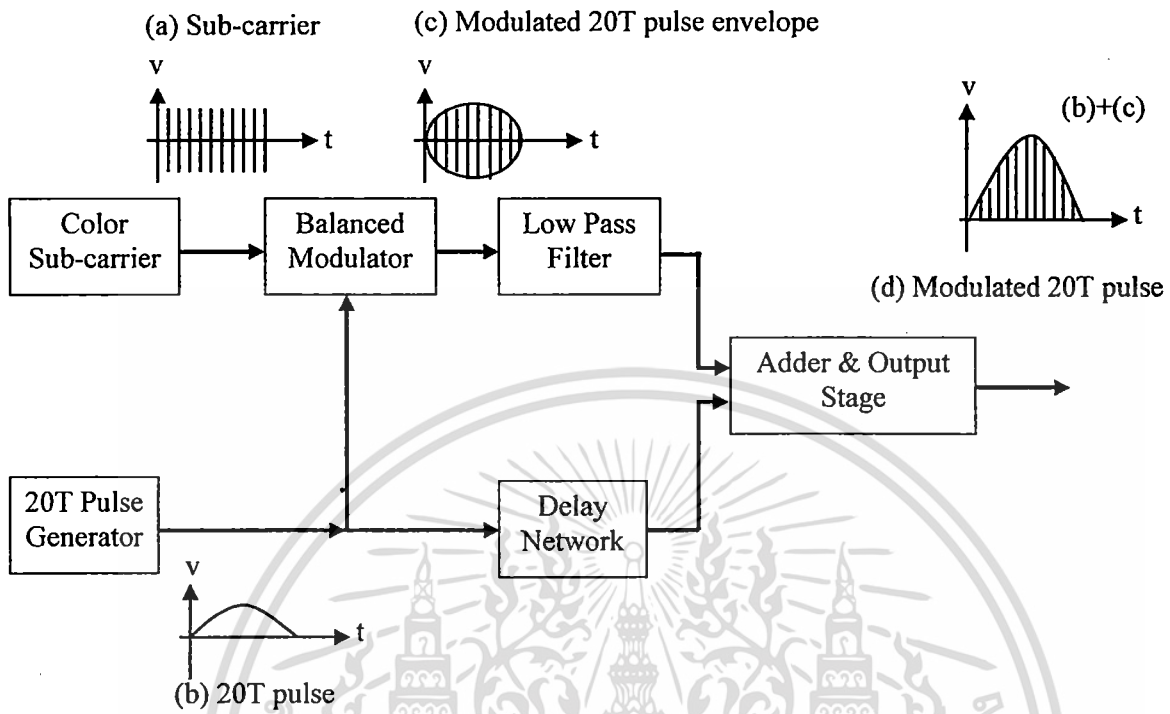 (a) Sub-carrier
(c) Modulated 20T pulse envelope
v
t
v
t
v
(b)+(c)
t
(d) Modulated 20T pulse
Color
Sub-carrier
Balanced
Modulator
Low Pass
Filter
Adder & Output
Stage
20T Pulse
Generator
Delay
Network
v
t
(b) 20T pulse